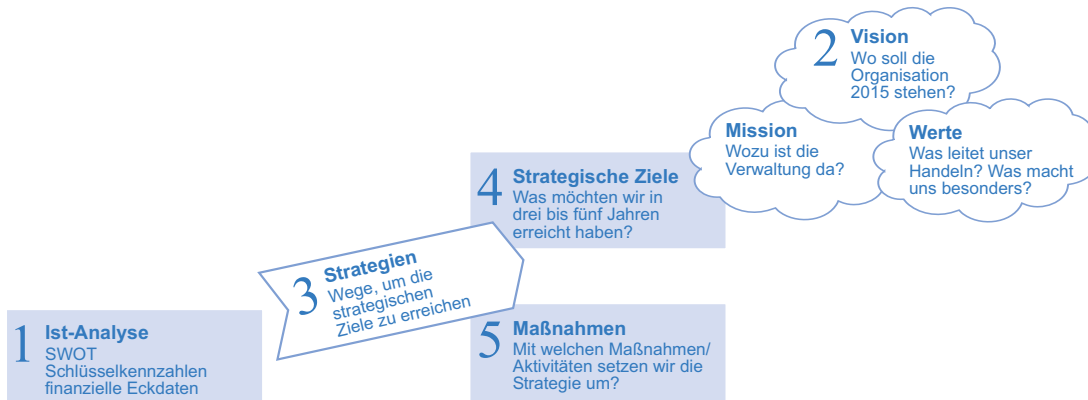 1
Ist-Analyse
SWOT
Schlüsselkennzahlen
finanzielle Eckdaten
2
Vision
Wo soll die
Organisation
2015 stehen?
Mission
Wozu ist die
Verwaltung da?
Werte
Was leitet unser
Handeln? Was macht
uns besonders?
3
Strategien
Wege, um die
strategischen
Ziele zu erreichen
4
Strategische Ziele
Was möchten wir in
drei bis fünf Jahren
erreicht haben?
5
Maßnahmen
Mit welchen Maßnahmen/
Aktivitäten setzen wir die
Strategie um?